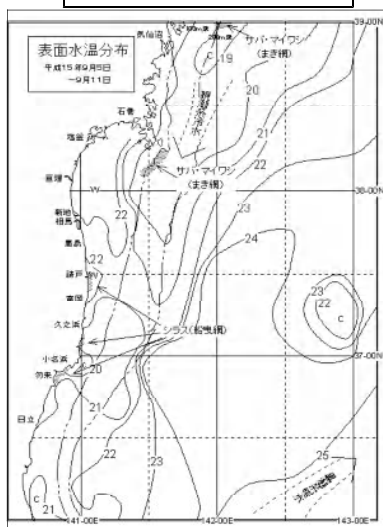 表面水温分布
平成15年9月5日
～9月11日
気仙沼
石巻
塩釜
亘理
新地
相馬
鹿島
請戸
富岡
久之浜
小名浜
勿来
日立
サバ・マイワシ
(まき網)
サバ・マイワシ
(まき網)
シラス(船曳網)
39-00N
38-00N
37-00N
141-00E
142-00E
143-00E
19
20
21
22
23
24
22
22
23
22
20
21
22
23
25
21
C
C
C
W
W